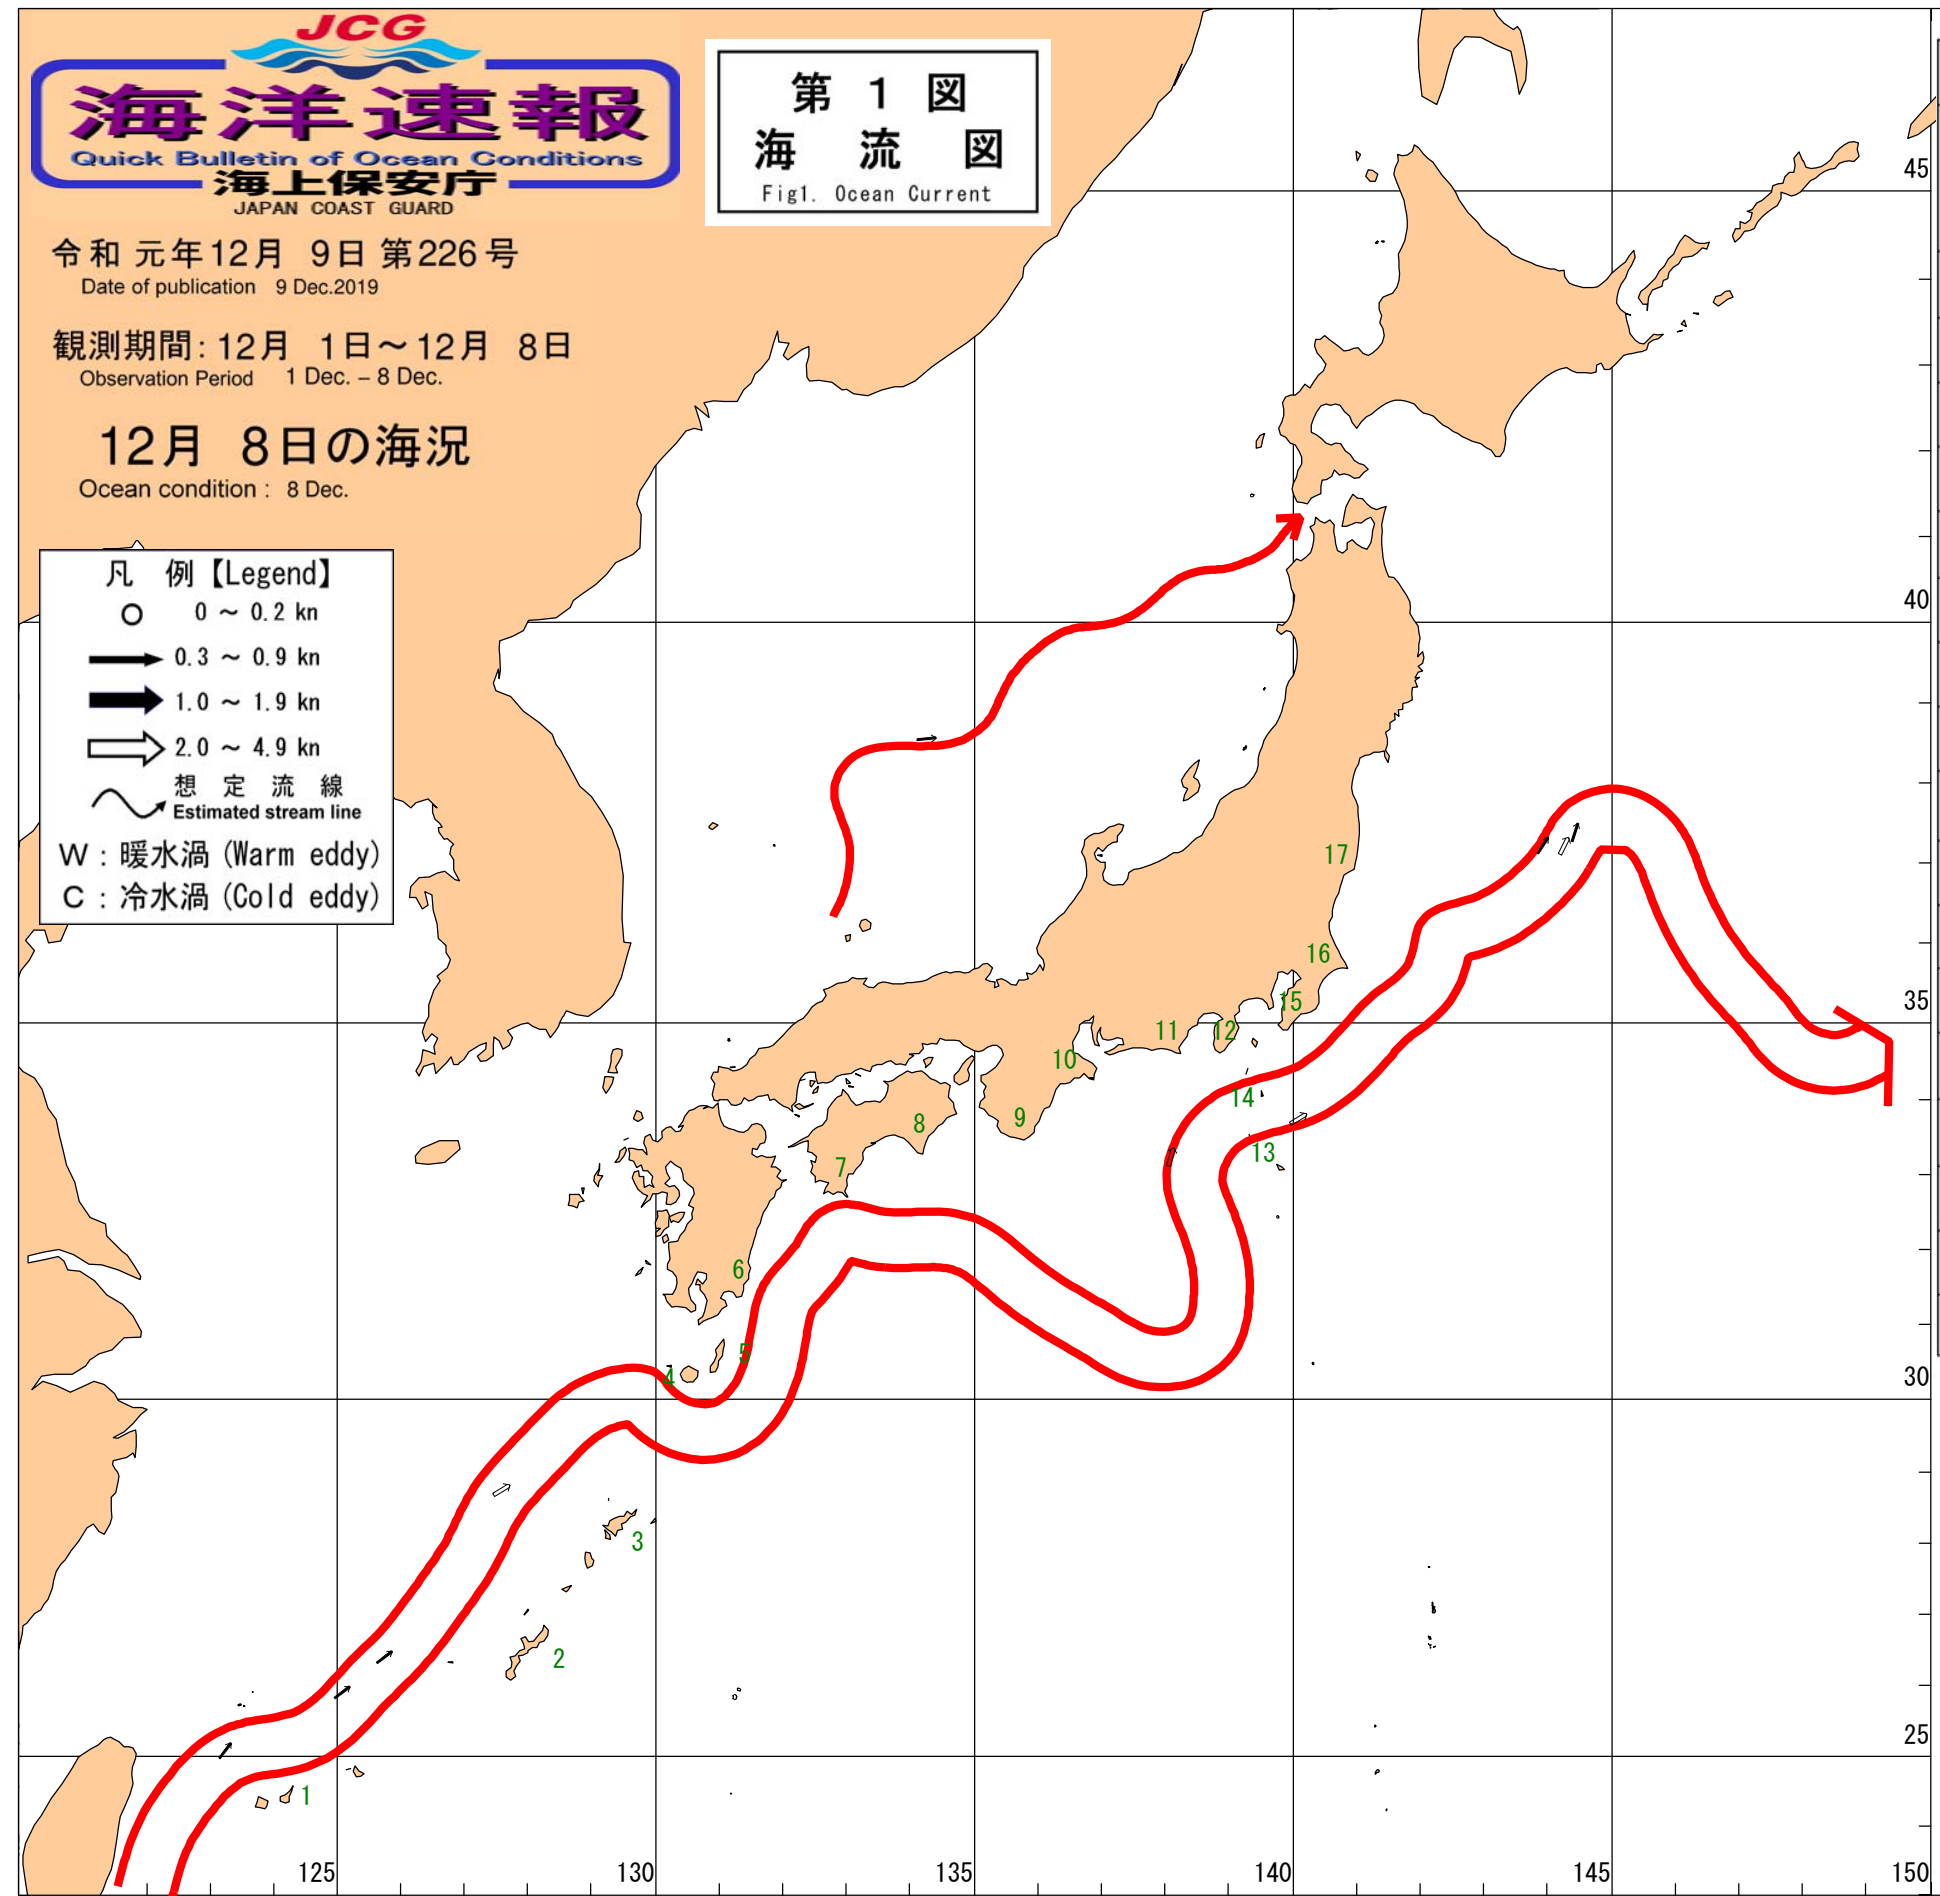 JCG
海洋速報
Quick Bulletin of Ocean Conditions
海上保安庁
JAPAN COAST GUARD
第 1 図
海 流 図
Fig1. Ocean Current
令和 元年12月 9日 第226号
Date of publication 9 Dec.2019
観測期間: 12月 1日～12月 8日
Observation Period 1 Dec. – 8 Dec.
12月 8日の海況
Ocean condition : 8 Dec.
凡 例【Legend】
0 ～ 0.2 kn
0.3 ～ 0.9 kn
1.0 ～ 1.9 kn
2.0 ～ 4.9 kn
想 定 流 線
Estimated stream line
W : 暖水渦 (Warm eddy)
C : 冷水渦 (Cold eddy)
45
40
17
16
35
15
11
12
10
14
9
8
13
7
6
5
4
30
3
2
25
1
125
130
135
140
145
150